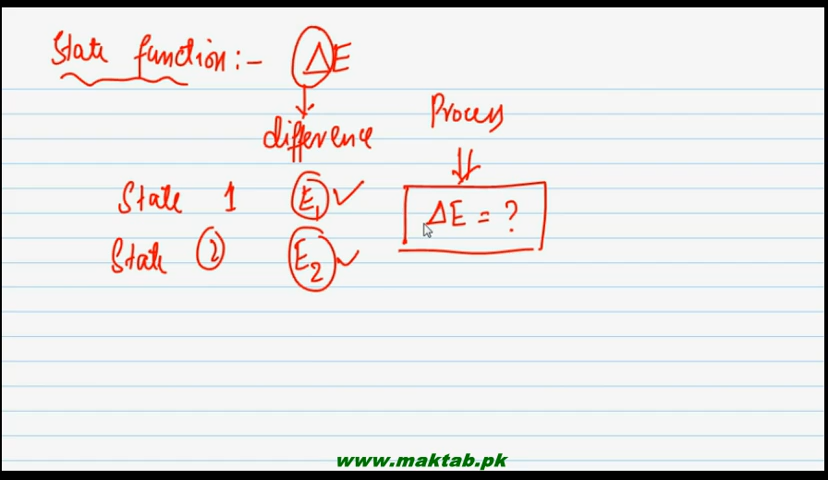 State function :- ΔE
difference
Process
State 1 E₁ ✓
ΔE = ?
State 2 E₂ ✓
www.maktab.pk